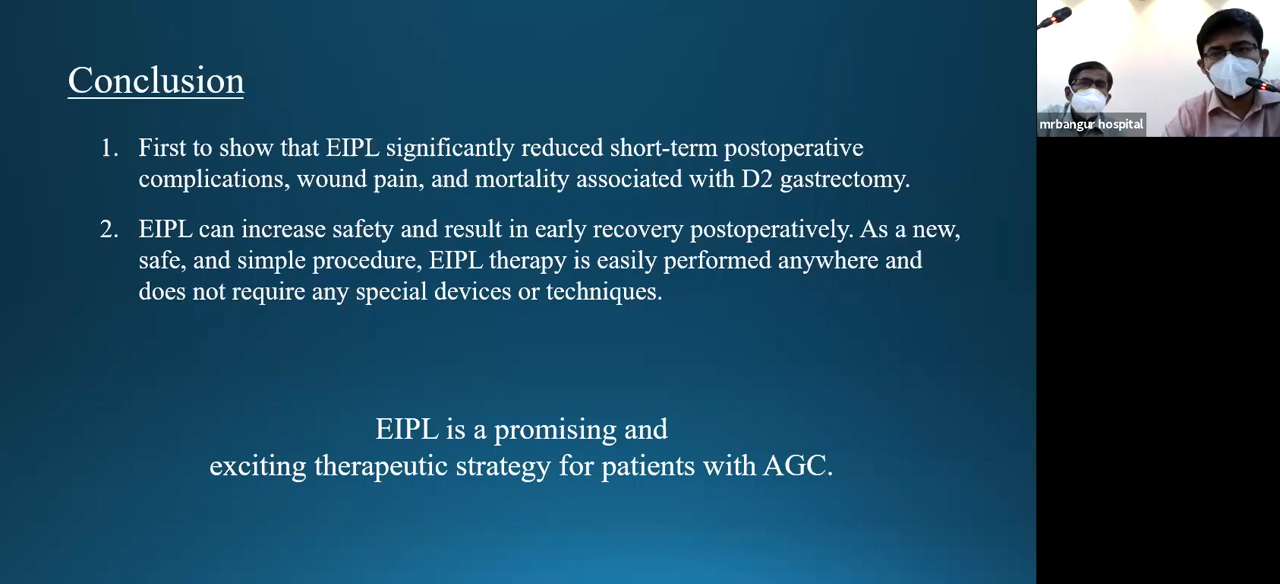 Conclusion
1. First to show that EIPL significantly reduced short-term postoperative
complications, wound pain, and mortality associated with D2 gastrectomy.
2. EIPL can increase safety and result in early recovery postoperatively. As a new,
safe, and simple procedure, EIPL therapy is easily performed anywhere and
does not require any special devices or techniques.
EIPL is a promising and
exciting therapeutic strategy for patients with AGC.
mrbangur hospital